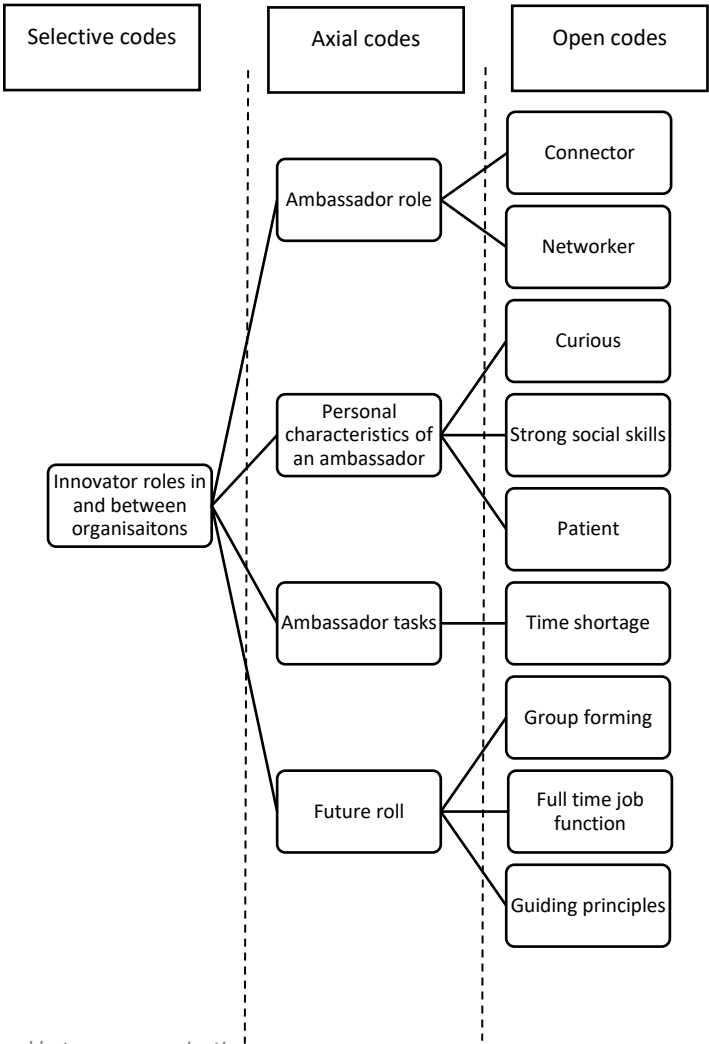 Selective codes
Axial codes
Open codes
Connector
Ambassador role
Networker
Curious
Personal
characteristics of
an ambassador
Strong social skills
Innovator roles in
and between
organisaitons
Patient
Ambassador tasks
Time shortage
Group forming
Future roll
Full time job
function
Guiding principles